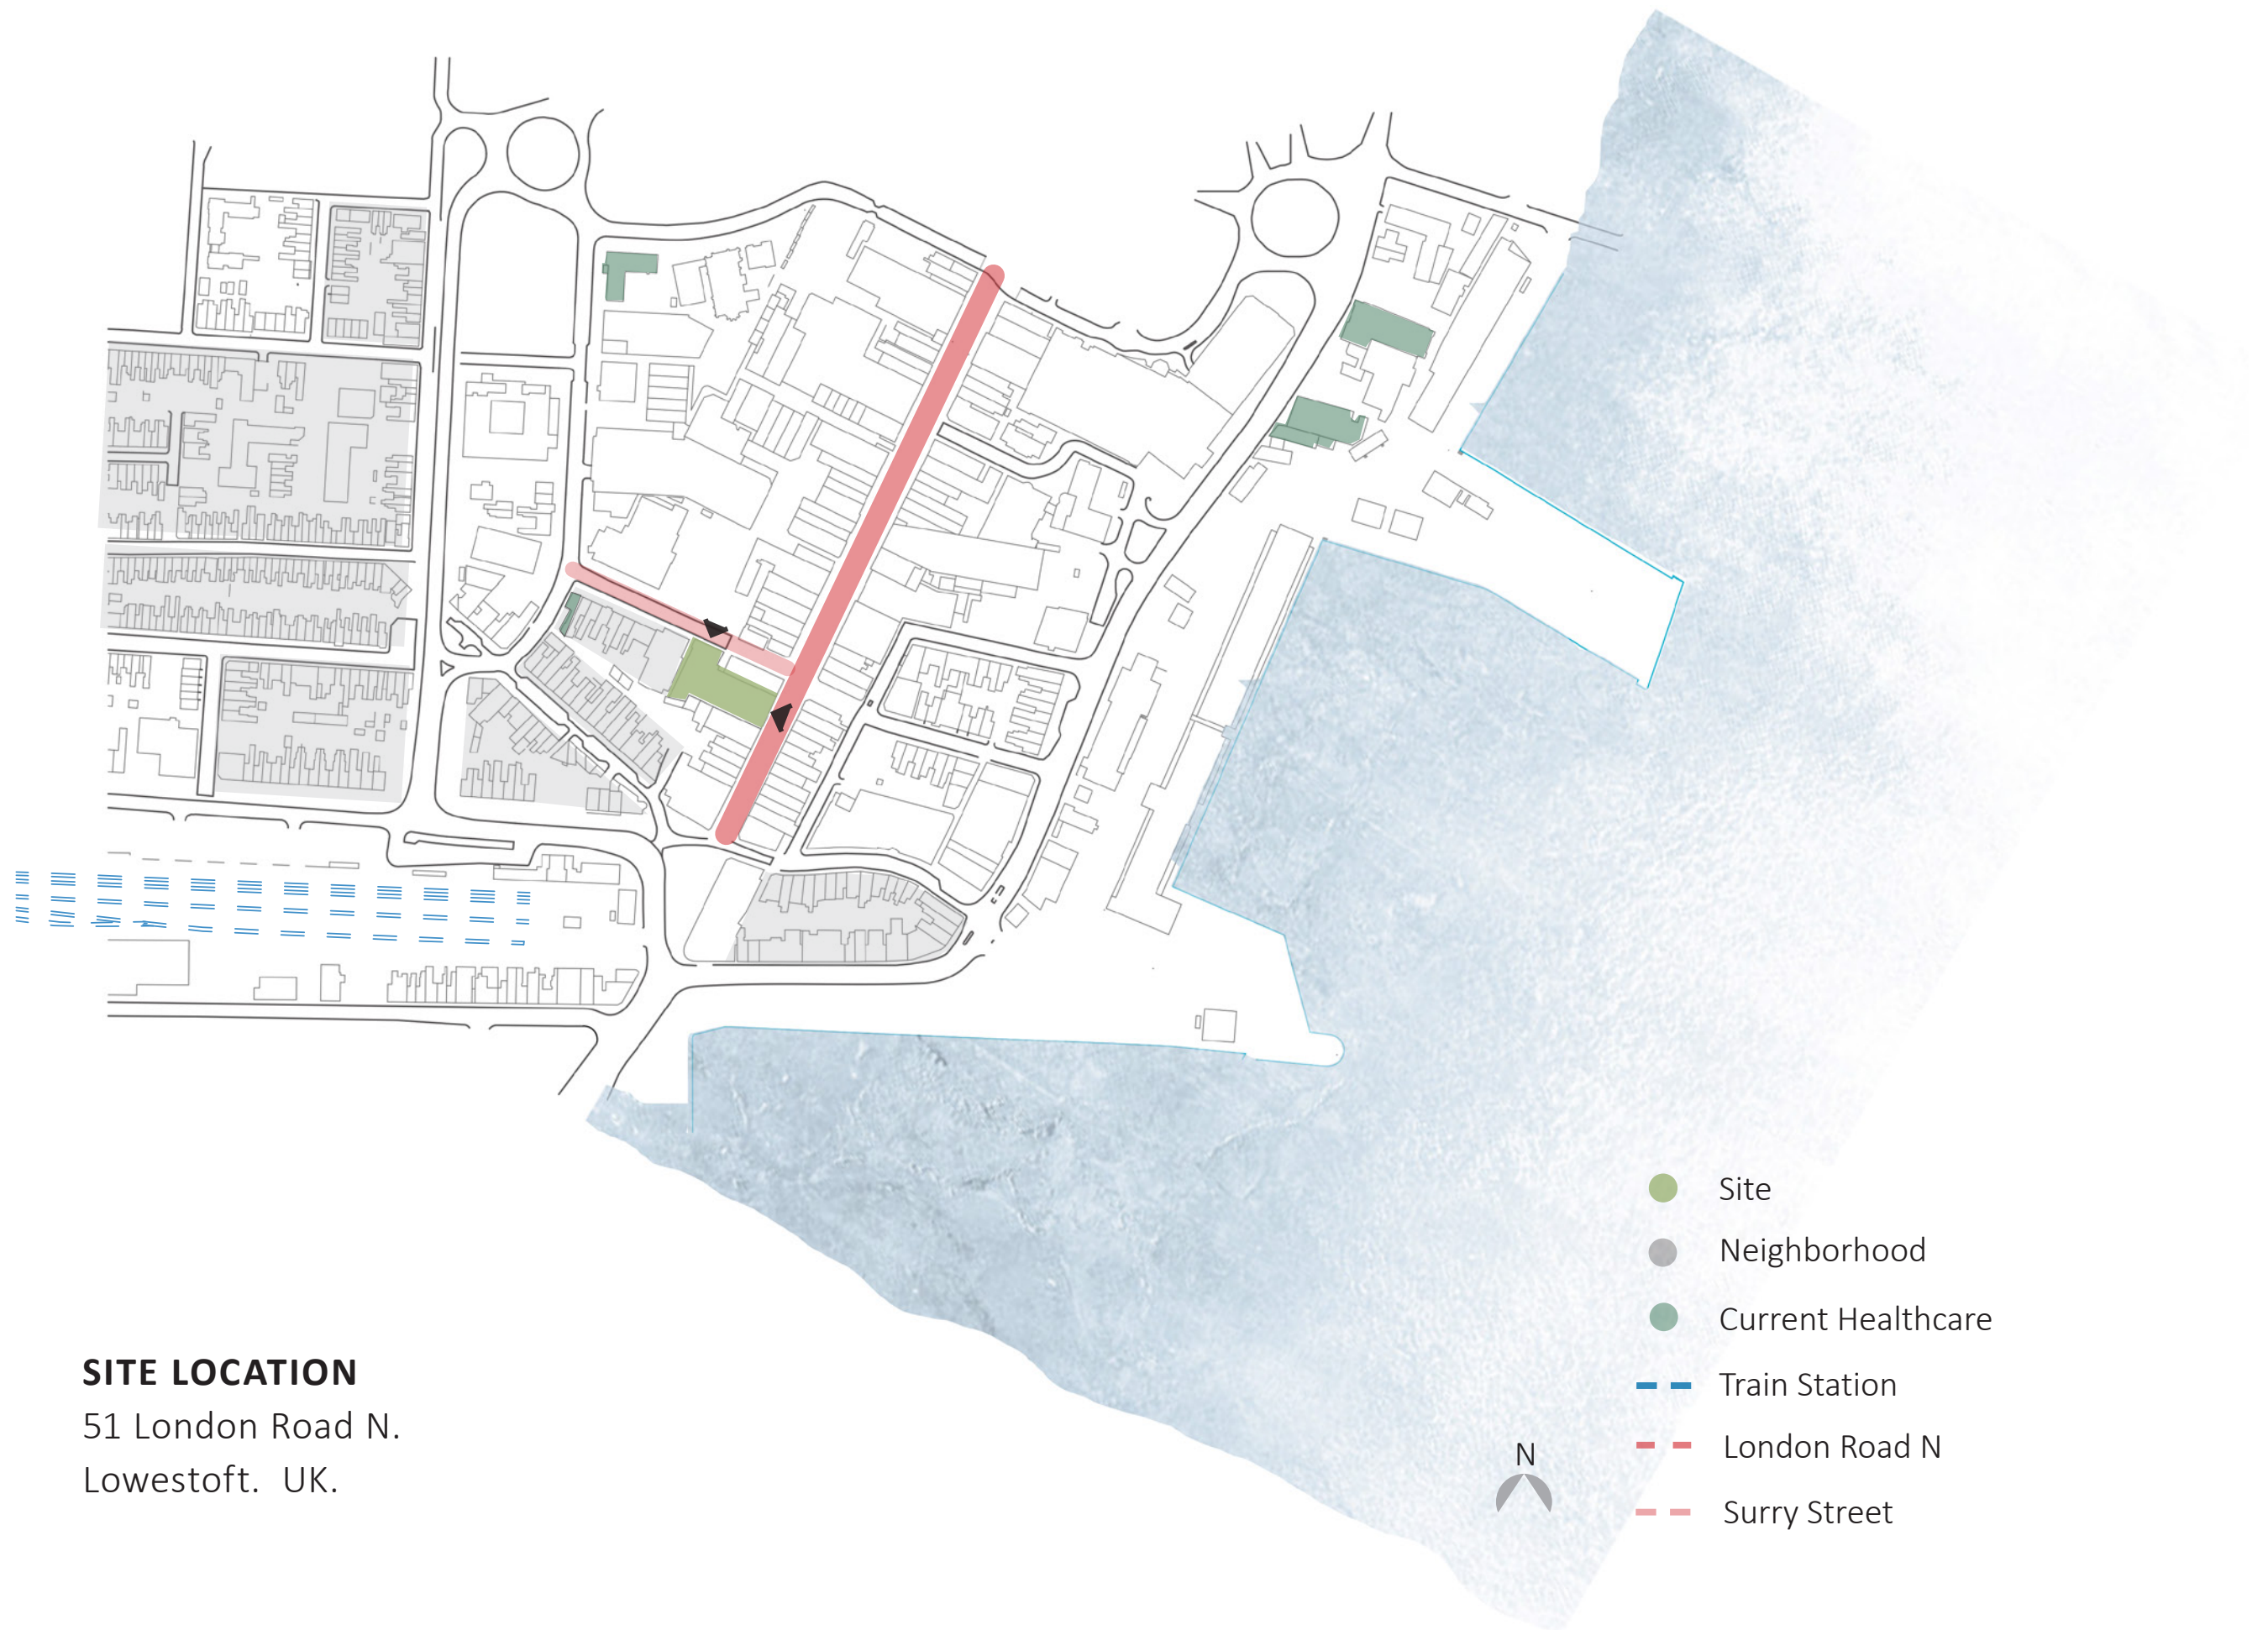 Site
Neighborhood
Current Healthcare
Train Station
London Road N
Surry Street
N
SITE LOCATION
51 London Road N.
Lowestoft. UK.